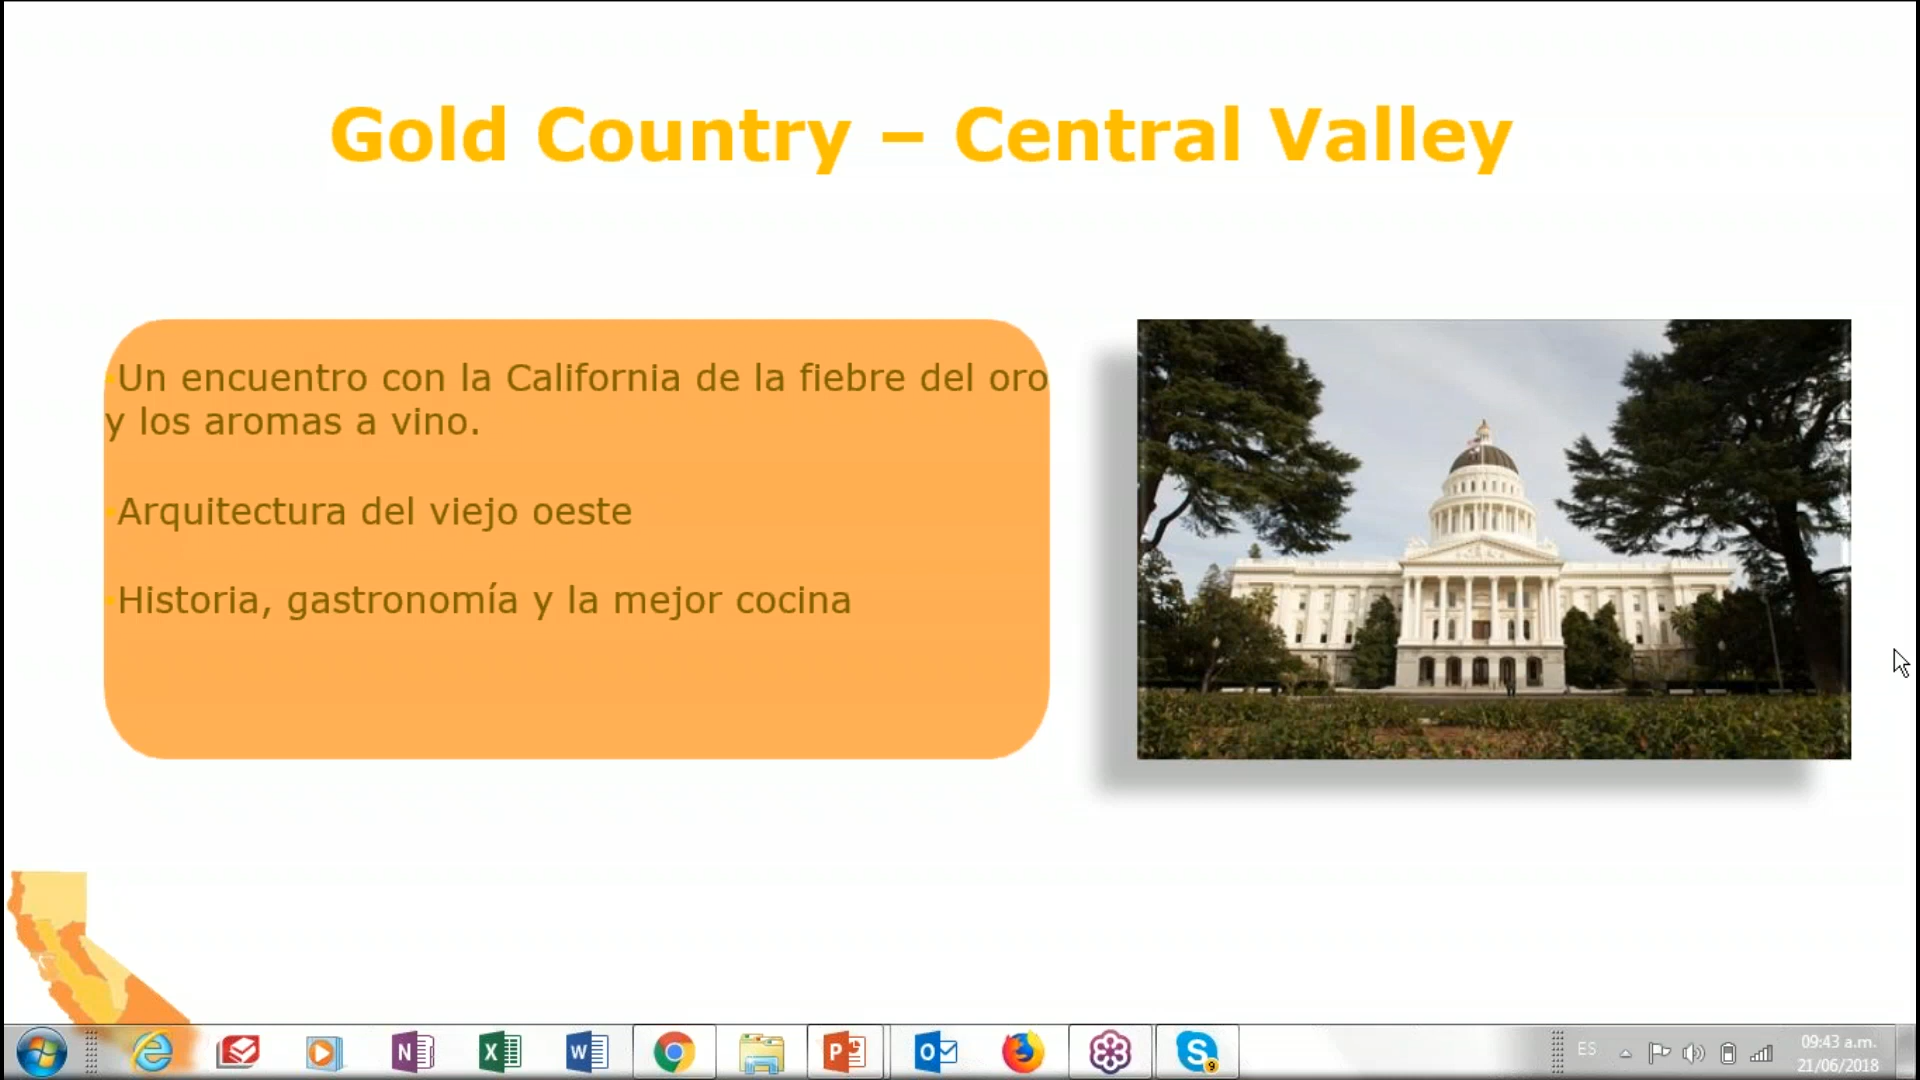 Gold Country – Central Valley
•Un encuentro con la California de la fiebre del oro
y los aromas a vino.
•Arquitectura del viejo oeste
•Historia, gastronomía y la mejor cocina
N
X
W
P
O
S
9
ES
09:43 a.m.
21/06/2018